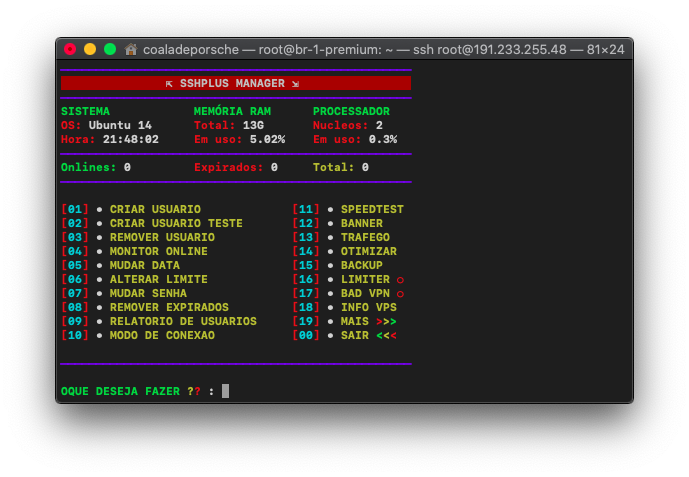 coaladeporsche — root@br-1-premium: ~ — ssh root@191.233.255.48 — 81×24
⇱ SSHPLUS MANAGER ⇲
SISTEMA MEMÓRIA RAM PROCESSADOR
OS: Ubuntu 14 Total: 13G Nucleos: 2
Hora: 21:48:02 Em uso: 5.02% Em uso: 0.3%
Onlines: 0 Expirados: 0 Total: 0
[01] • CRIAR USUARIO [11] • SPEEDTEST
[02] • CRIAR USUARIO TESTE [12] • BANNER
[03] • REMOVER USUARIO [13] • TRAFEGO
[04] • MONITOR ONLINE [14] • OTIMIZAR
[05] • MUDAR DATA [15] • BACKUP
[06] • ALTERAR LIMITE [16] • LIMITER ○
[07] • MUDAR SENHA [17] • BAD VPN ○
[08] • REMOVER EXPIRADOS [18] • INFO VPS
[09] • RELATORIO DE USUARIOS [19] • MAIS >>>
[10] • MODO DE CONEXAO [00] • SAIR <<<
OQUE DESEJA FAZER ?? :